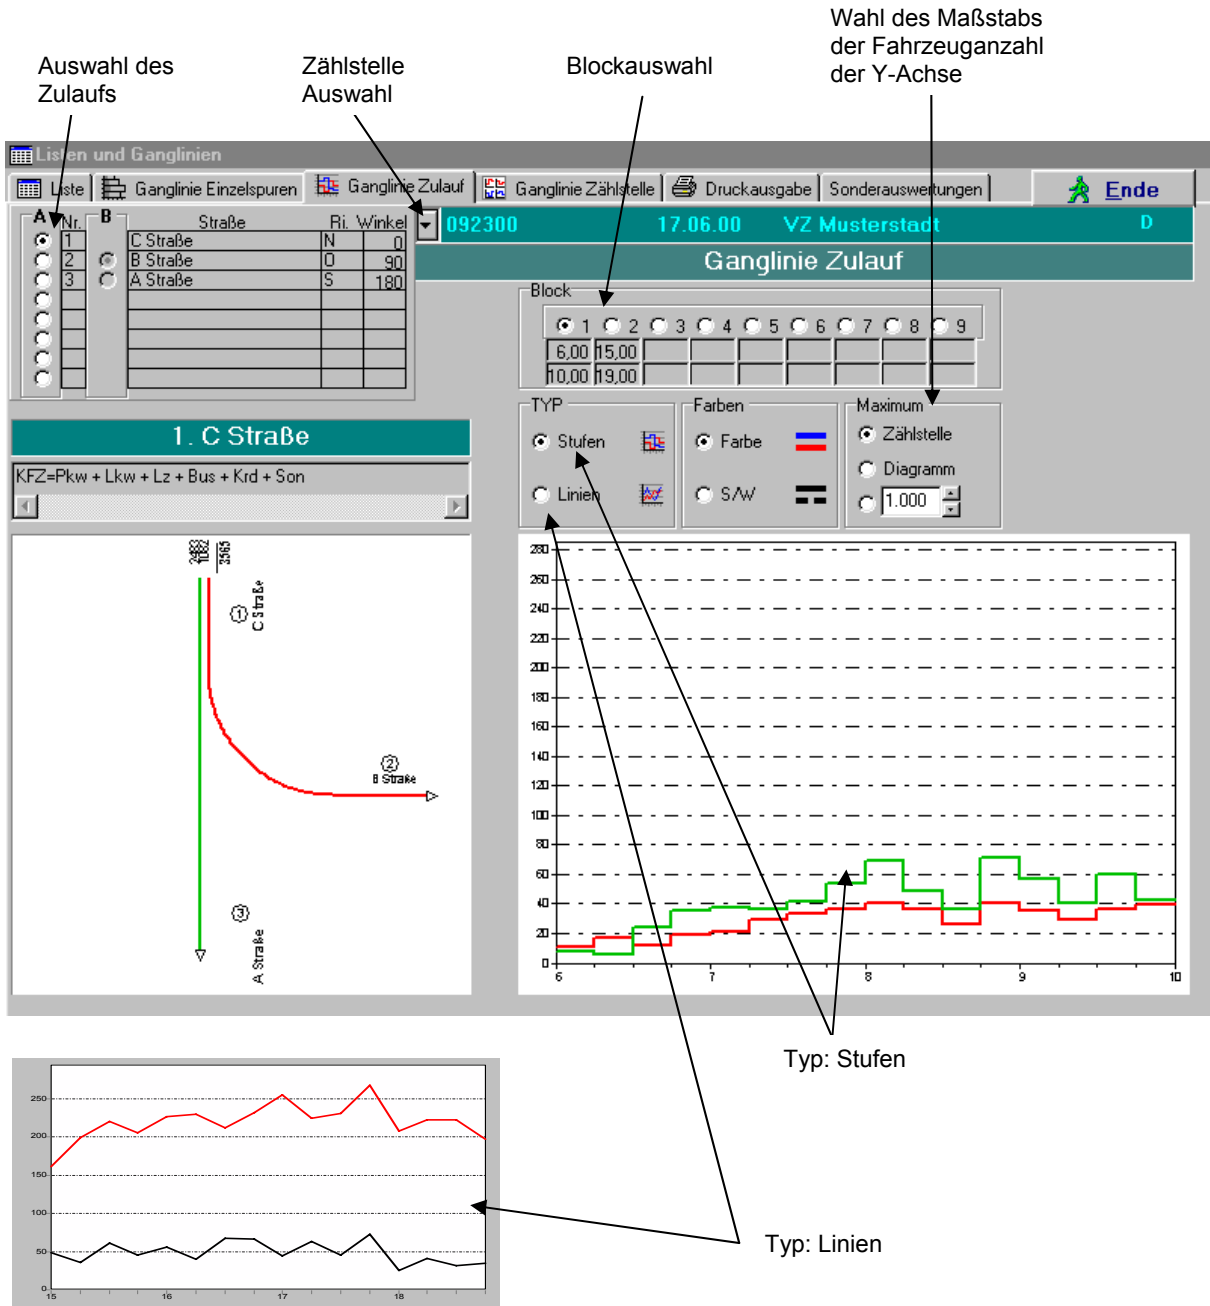 Wahl des Maßstabs
der Fahrzeuganzahl
der Y-Achse
Auswahl des
Zulaufs
Zählstelle
Auswahl
Blockauswahl
Listen und Ganglinien
Liste
Ganglinie Einzelspuren
Ganglinie Zulauf
Ganglinie Zählstelle
Druckausgabe
Sonderauswertungen
Ende
A Nr. B Straße Ri. Winkel
1 C Straße N 0
2 B Straße O 90
3 A Straße S 180
092300 17.06.00 VZ Musterstadt D
Ganglinie Zulauf
Block
1 2 3 4 5 6 7 8 9
6,00 15,00
10,00 19,00
TYP
Stufen
Linien
Farben
Farbe
S/W
Maximum
Zählstelle
Diagramm
1.000
1. C Straße
KFZ=Pkw + Lkw + Lz + Bus + Krd + Son
2483
1082
3565
1
C Straße
2
B Straße
3
A Straße
280
260
240
220
200
180
160
140
120
100
80
60
40
20
0
6 7 8 9 10
Typ: Stufen
250
200
150
100
50
0
15 16 17 18
Typ: Linien